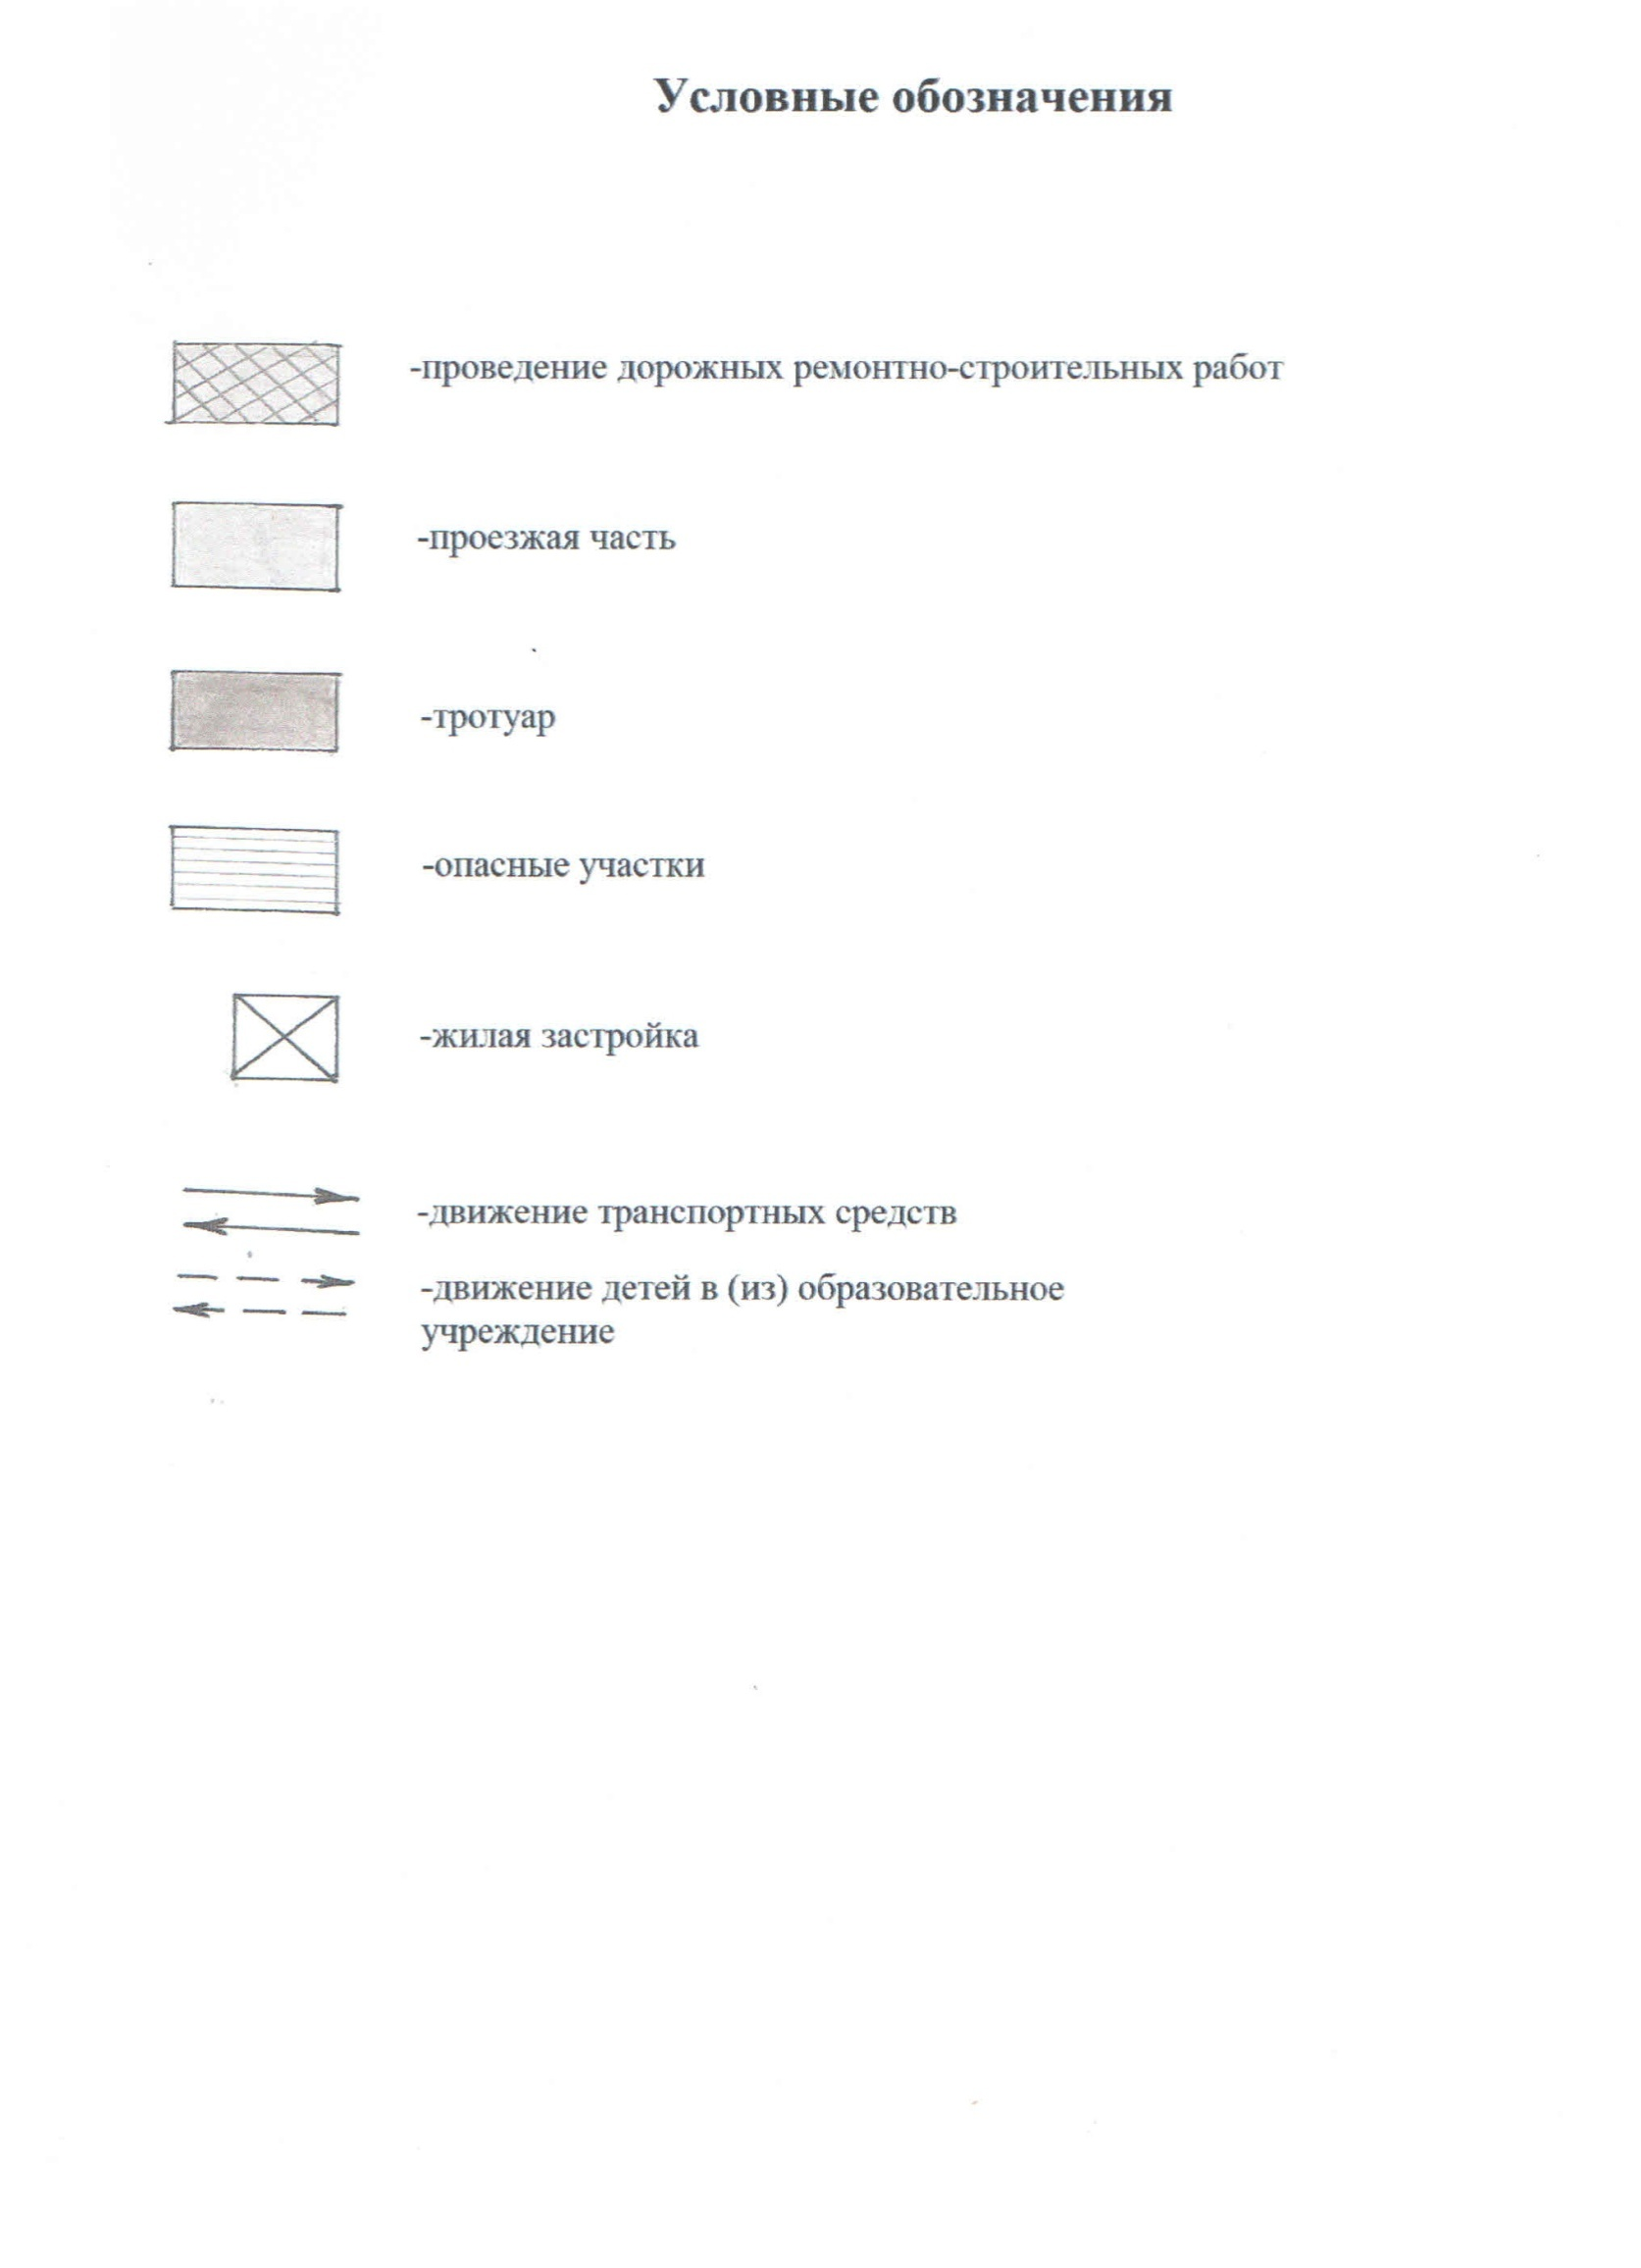 Условные обозначения
-проведение дорожных ремонтно-строительных работ
-проезжая часть
-тротуар
-опасные участки
-жилая застройка
-движение транспортных средств
-движение детей в (из) образовательное
учреждение